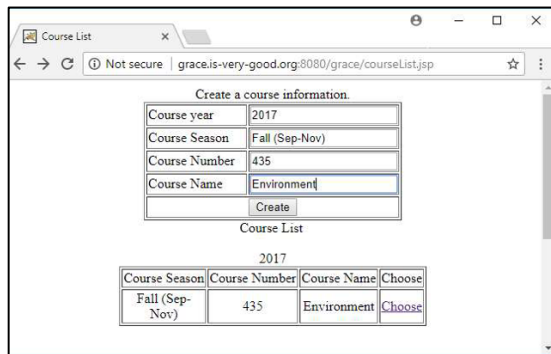 Course List
Not secure | grace.is-very-good.org:8080/grace/courseList.jsp
Create a course information.
Course year 2017
Course Season Fall (Sep-Nov)
Course Number 435
Course Name Environment
Create
Course List
2017
Course Season Course Number Course Name Choose
Fall (Sep-
Nov) 435 Environment Choose